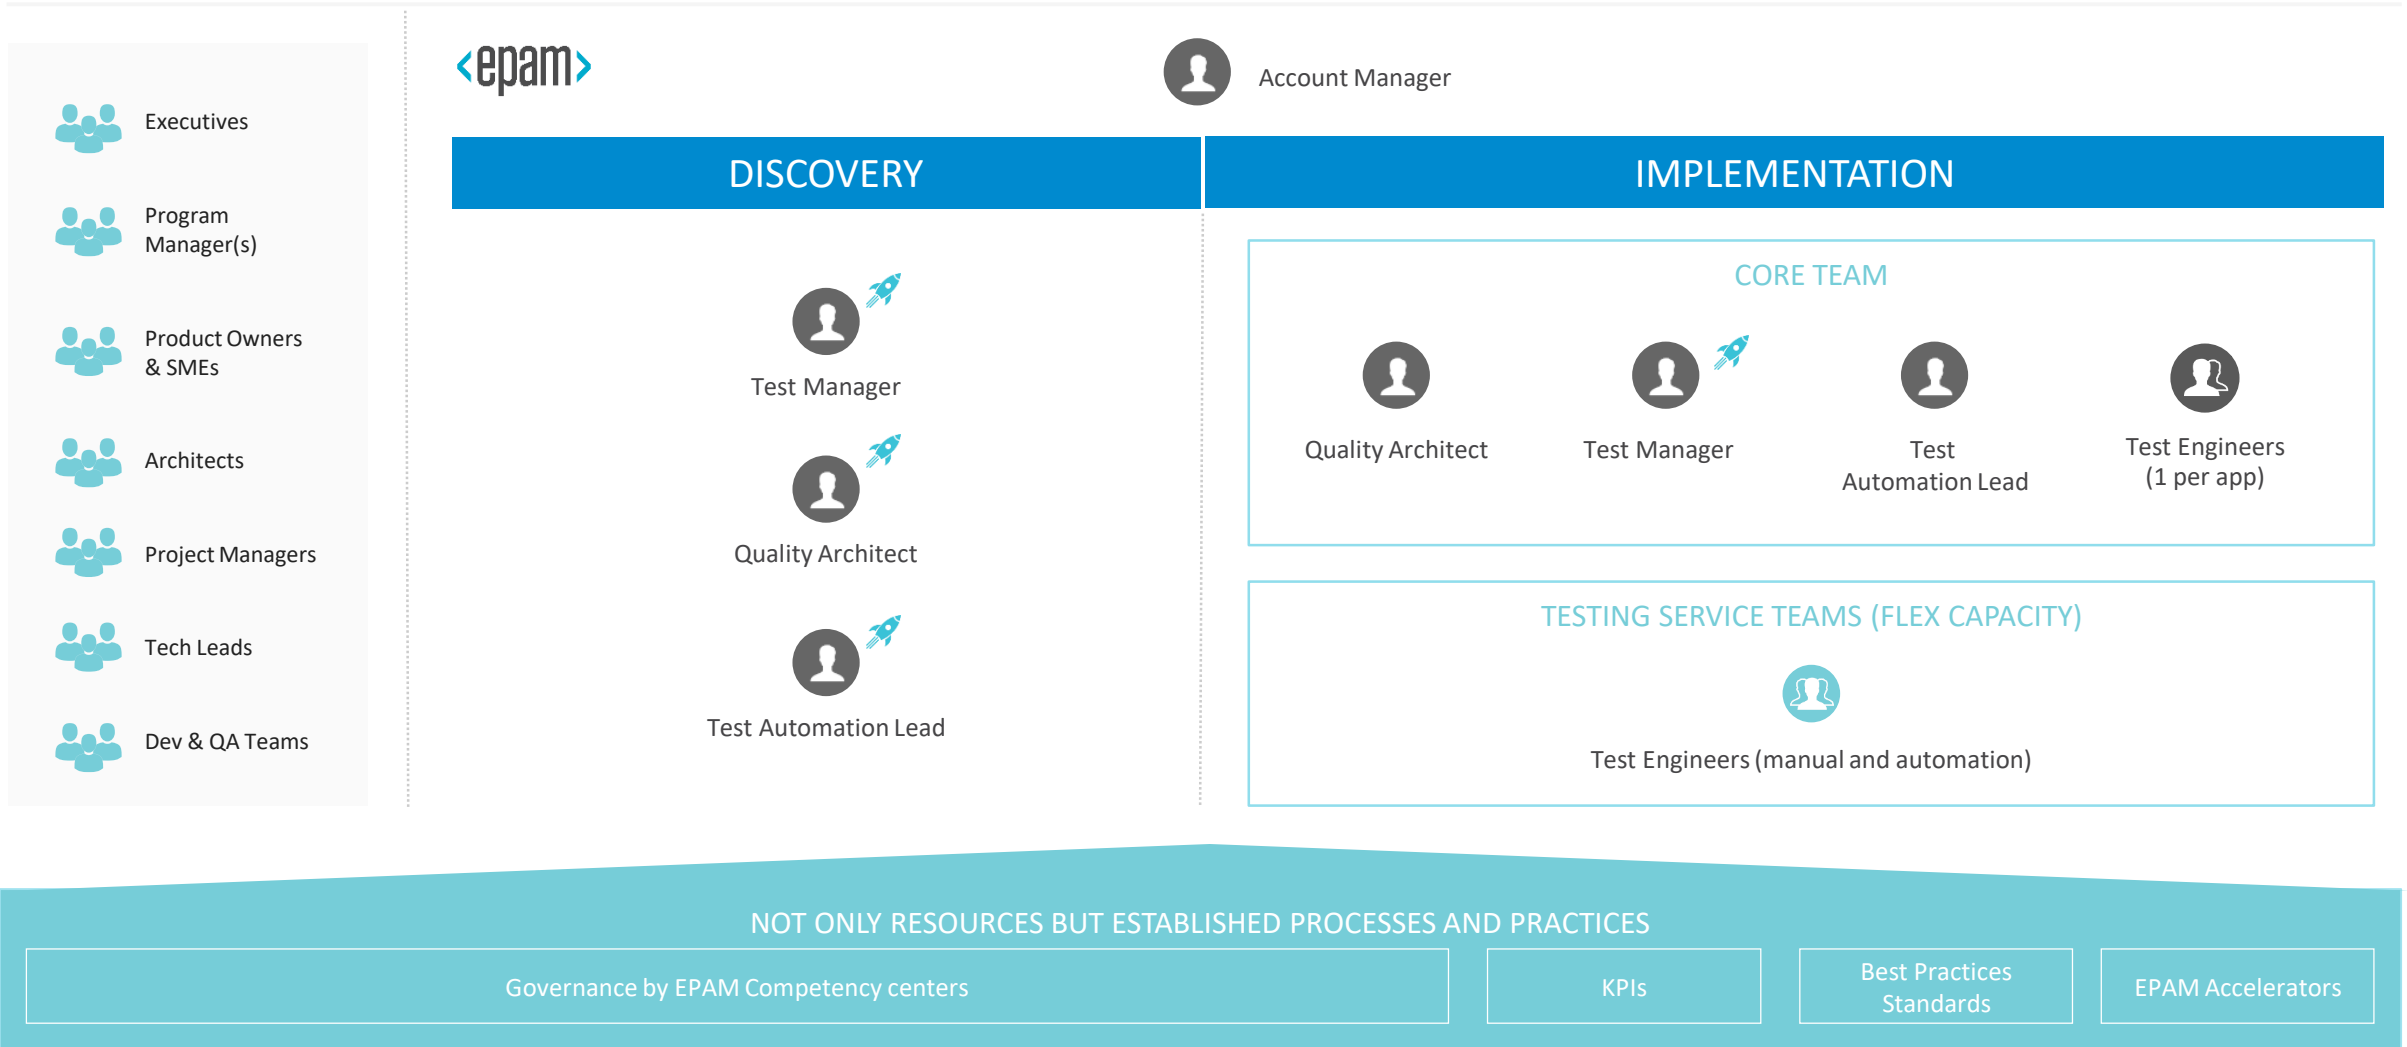 Executives
Program
Manager(s)
Product Owners
& SMEs
Architects
Project Managers
Tech Leads
Dev & QA Teams
<epam>
Account Manager
DISCOVERY
Test Manager
Quality Architect
Test Automation Lead
IMPLEMENTATION
CORE TEAM
Quality Architect
Test Manager
Test
Automation Lead
Test Engineers
(1 per app)
TESTING SERVICE TEAMS (FLEX CAPACITY)
Test Engineers (manual and automation)
NOT ONLY RESOURCES BUT ESTABLISHED PROCESSES AND PRACTICES
Governance by EPAM Competency centers
KPIs
Best Practices
Standards
EPAM Accelerators